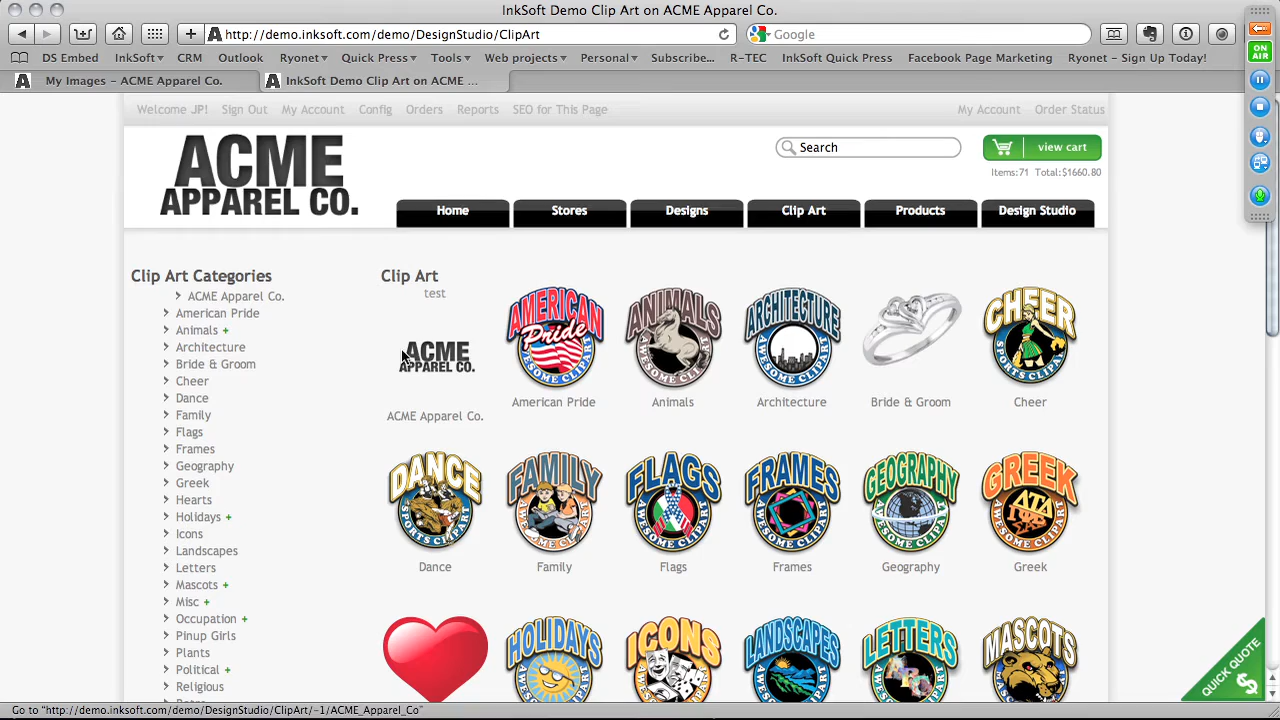 InkSoft Demo Clip Art on ACME Apparel Co.
http://demo.inksoft.com/demo/DesignStudio/ClipArt
Google
DS Embed InkSoft CRM Outlook Ryonet Quick Press Tools Web projects Personal Subscribe... R-TEC InkSoft Quick Press Facebook Page Marketing Ryonet - Sign Up Today!
My Images - ACME Apparel Co. InkSoft Demo Clip Art on ACME ...
ON AIR
Welcome JP! Sign Out My Account Config Orders Reports SEO for This Page My Account Order Status
ACME
APPAREL CO.
Search
view cart
Items:71 Total:$1660.80
Home Stores Designs Clip Art Products Design Studio
Clip Art Categories
ACME Apparel Co.
American Pride
Animals +
Architecture
Bride & Groom
Cheer
Dance
Family
Flags
Frames
Geography
Greek
Hearts
Holidays +
Icons
Landscapes
Letters
Mascots +
Misc +
Occupation +
Pinup Girls
Plants
Political +
Religious
Clip Art
test
ACME
APPAREL CO.
ACME Apparel Co.
AMERICAN
Pride
AWESOME CLIPART
American Pride
ANIMALS
AWESOME CLIPART
Animals
ARCHITECTURE
AWESOME CLIPART
Architecture
Bride & Groom
CHEER
SPORTS CLIPART
Cheer
DANCE
SPORTS CLIPART
Dance
FAMILY
AWESOME CLIPART
Family
FLAGS
AWESOME CLIPART
Flags
FRAMES
AWESOME CLIPART
Frames
GEOGRAPHY
AWESOME CLIPART
Geography
GREEK
ΔΤΑ
AWESOME CLIPART
Greek
HOLIDAYS
ICONS
LANDSCAPES
LETTERS
MASCOTS
QUICK QUOTE
$
Go to "http://demo.inksoft.com/demo/DesignStudio/ClipArt/-1/ACME_Apparel_Co"